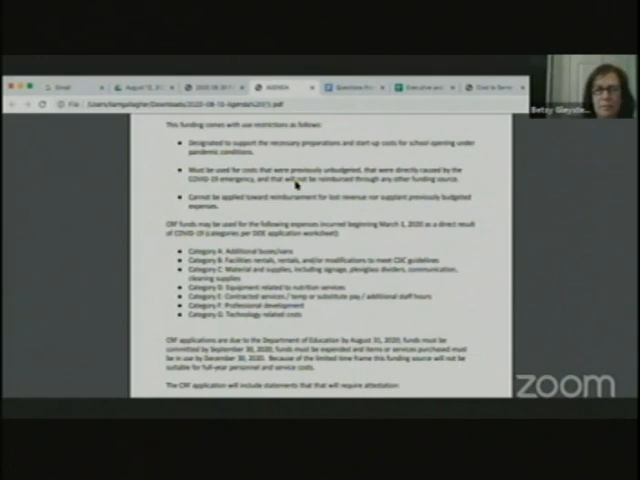 Gmail
AGENDA
File
This funding comes with use restrictions as follows:
Designated to support the necessary preparations and start-up costs for school opening under
pandemic conditions.
Must be used for costs that were previously unbudgeted, that were directly caused by the
COVID-19 emergency, and that will not be reimbursed through any other funding source.
Cannot be applied toward reimbursement for lost revenue nor supplant previously budgeted
expenses.
CRF funds may be used for the following expenses incurred beginning March 1, 2020 as a direct result
of COVID-19 (categories per DOE application worksheet):
Category A: Additional buses/vans
Category B: Facilities rentals, rentals, and/or modifications to meet CDC guidelines
Category C: Material and supplies, including signage, plexiglass dividers, communication,
cleaning supplies
Category D: Equipment related to nutrition services
Category E: Contracted services / temp or substitute pay / additional staff hours
Category F: Professional development
Category G: Technology related costs
CRF applications are due to the Department of Education by August 31, 2020; funds must be
committed by September 30, 2020; funds must be expended and items or services purchased must
be in use by December 30, 2020. Because of the limited time frame this funding source will not be
suitable for full-year personnel and service costs.
The CRF application will include statements that that will require attestation:
Betsy
zoom